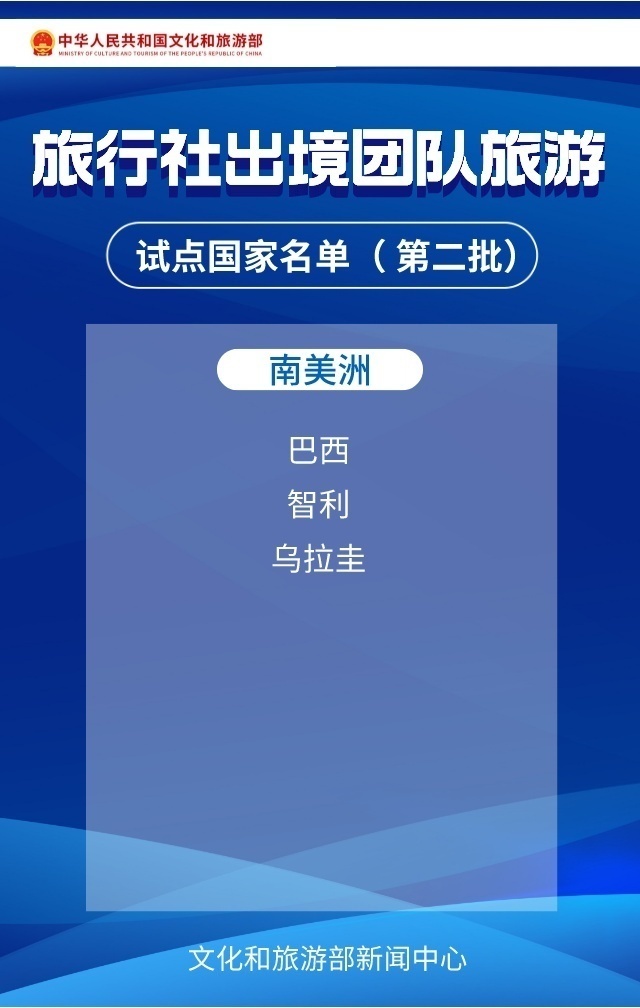 中华人民共和国文化和旅游部
MINISTRY OF CULTURE AND TOURISM OF THE PEOPLE'S REPUBLIC OF CHINA
旅行社出境团队旅游
试点国家名单（第二批）
南美洲
巴西
智利
乌拉圭
文化和旅游部新闻中心